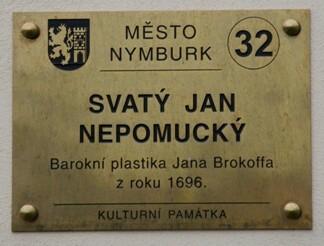 MĚSTO
NYMBURK
32
SVATÝ JAN
NEPOMUCKÝ
Barokní plastika Jana Brokoffa
z roku 1696.
KULTURNÍ PAMÁTKA